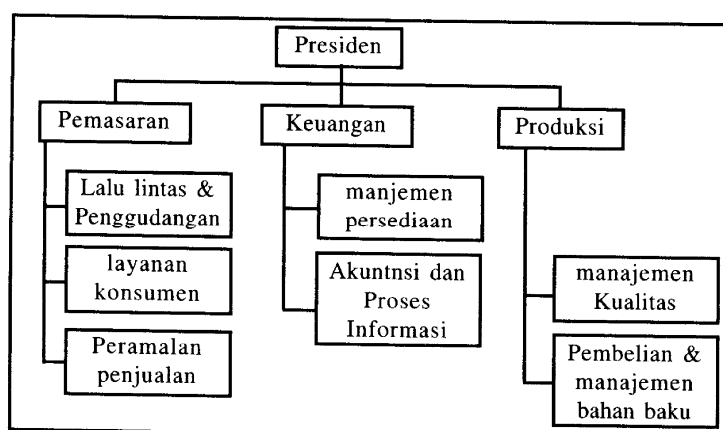 Presiden
Pemasaran
Keuangan
Produksi
Lalu lintas &
Penggudangan
layanan
konsumen
Peramalan
penjualan
manjemen
persediaan
Akuntnsi dan
Proses
Informasi
manajemen
Kualitas
Pembelian &
manajemen
bahan baku